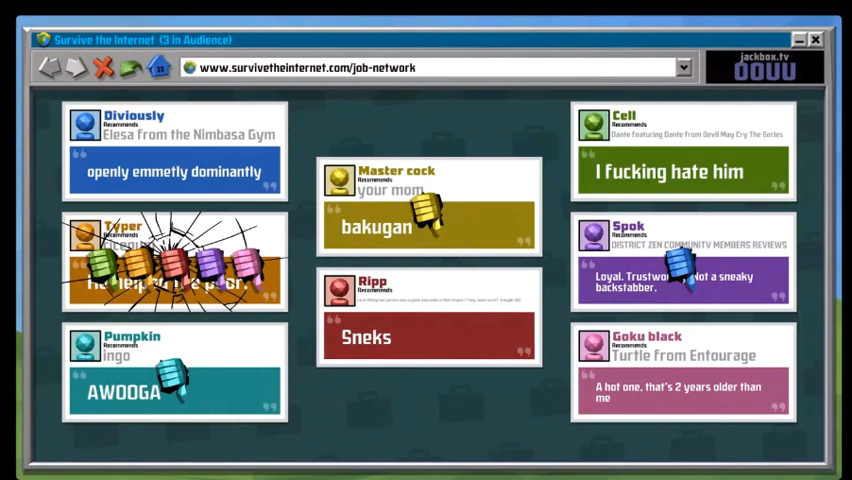 Survive the Internet (3 in Audience)
www.survivetheinternet.com/job-network
jackbox.tv
OOUU
Diviously
Recommends
Elesa from the Nimbasa Gym
openly emmetly dominantly
Typer
Recommends
poor.
Pumpkin
Recommends
ingo
AWOOGA
Master cock
Recommends
your mom
bakugan
Ripp
Recommends
Sneks
Cell
Recommends
Dante featuring Dante from Devil May Cry The Series
I fucking hate him
Spok
Recommends
DISTRICT ZEN COMMUNITY MEMBERS REVIEWS
Loyal. Not a sneaky
backstabber.
Goku black
Recommends
Turtle from Entourage
A hot one, that's 2 years older than
me